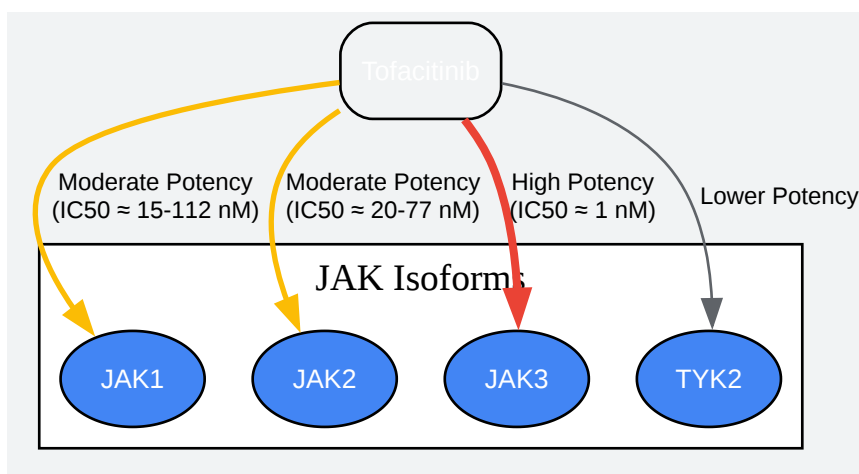 Tofacitinib
Moderate Potency
(IC50 ≈ 15-112 nM)
Moderate Potency
(IC50 ≈ 20-77 nM)
High Potency
(IC50 ≈ 1 nM)
Lower Potency
JAK Isoforms
JAK1
JAK2
JAK3
TYK2